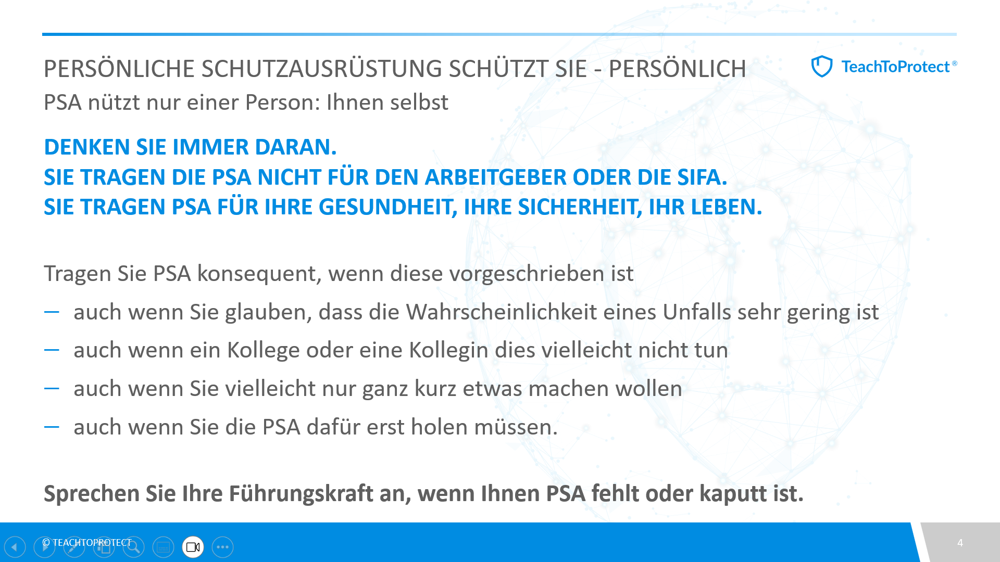 PERSÖNLICHE SCHUTZAUSRÜSTUNG SCHÜTZT SIE - PERSÖNLICH
TeachToProtect®
PSA nützt nur einer Person: Ihnen selbst
DENKEN SIE IMMER DARAN.
SIE TRAGEN DIE PSA NICHT FÜR DEN ARBEITGEBER ODER DIE SIFA.
SIE TRAGEN PSA FÜR IHRE GESUNDHEIT, IHRE SICHERHEIT, IHR LEBEN.
Tragen Sie PSA konsequent, wenn diese vorgeschrieben ist
– auch wenn Sie glauben, dass die Wahrscheinlichkeit eines Unfalls sehr gering ist
– auch wenn ein Kollege oder eine Kollegin dies vielleicht nicht tun
– auch wenn Sie vielleicht nur ganz kurz etwas machen wollen
– auch wenn Sie die PSA dafür erst holen müssen.
Sprechen Sie Ihre Führungskraft an, wenn Ihnen PSA fehlt oder kaputt ist.
© TEACHTOPROTECT
4